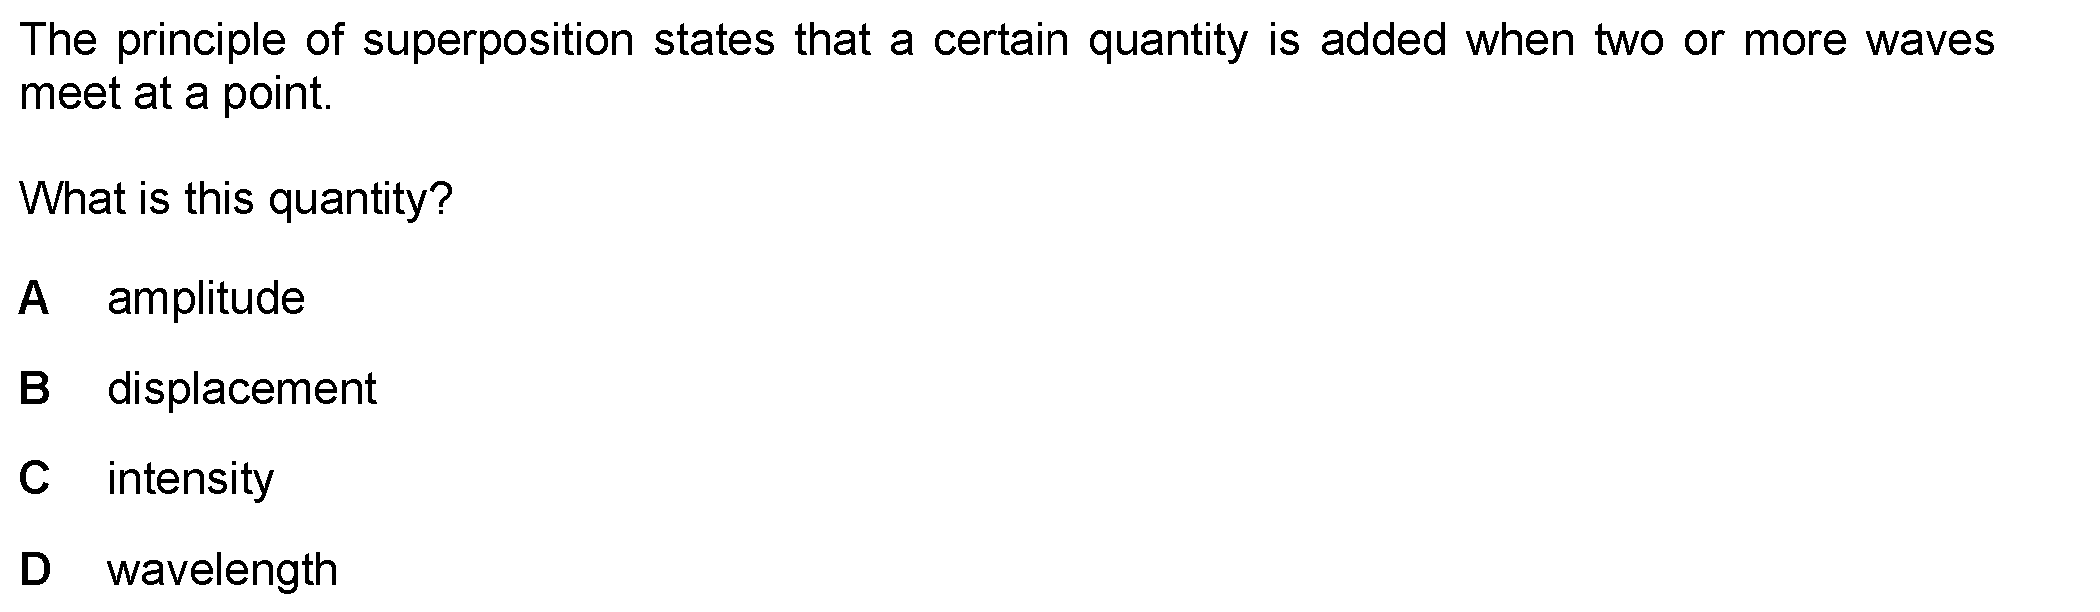 The principle of superposition states that a certain quantity is added when two or more waves
meet at a point.
What is this quantity?
A amplitude
B displacement
C intensity
D wavelength